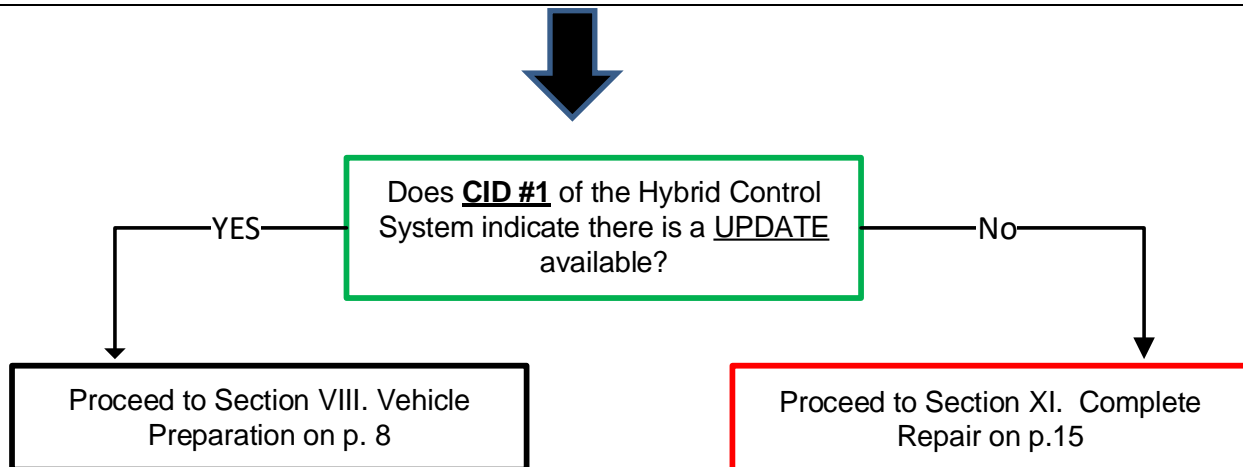 Does CID #1 of the Hybrid Control
System indicate there is a UPDATE
available?
YES
No
Proceed to Section VIII. Vehicle
Preparation on p. 8
Proceed to Section XI. Complete
Repair on p.15